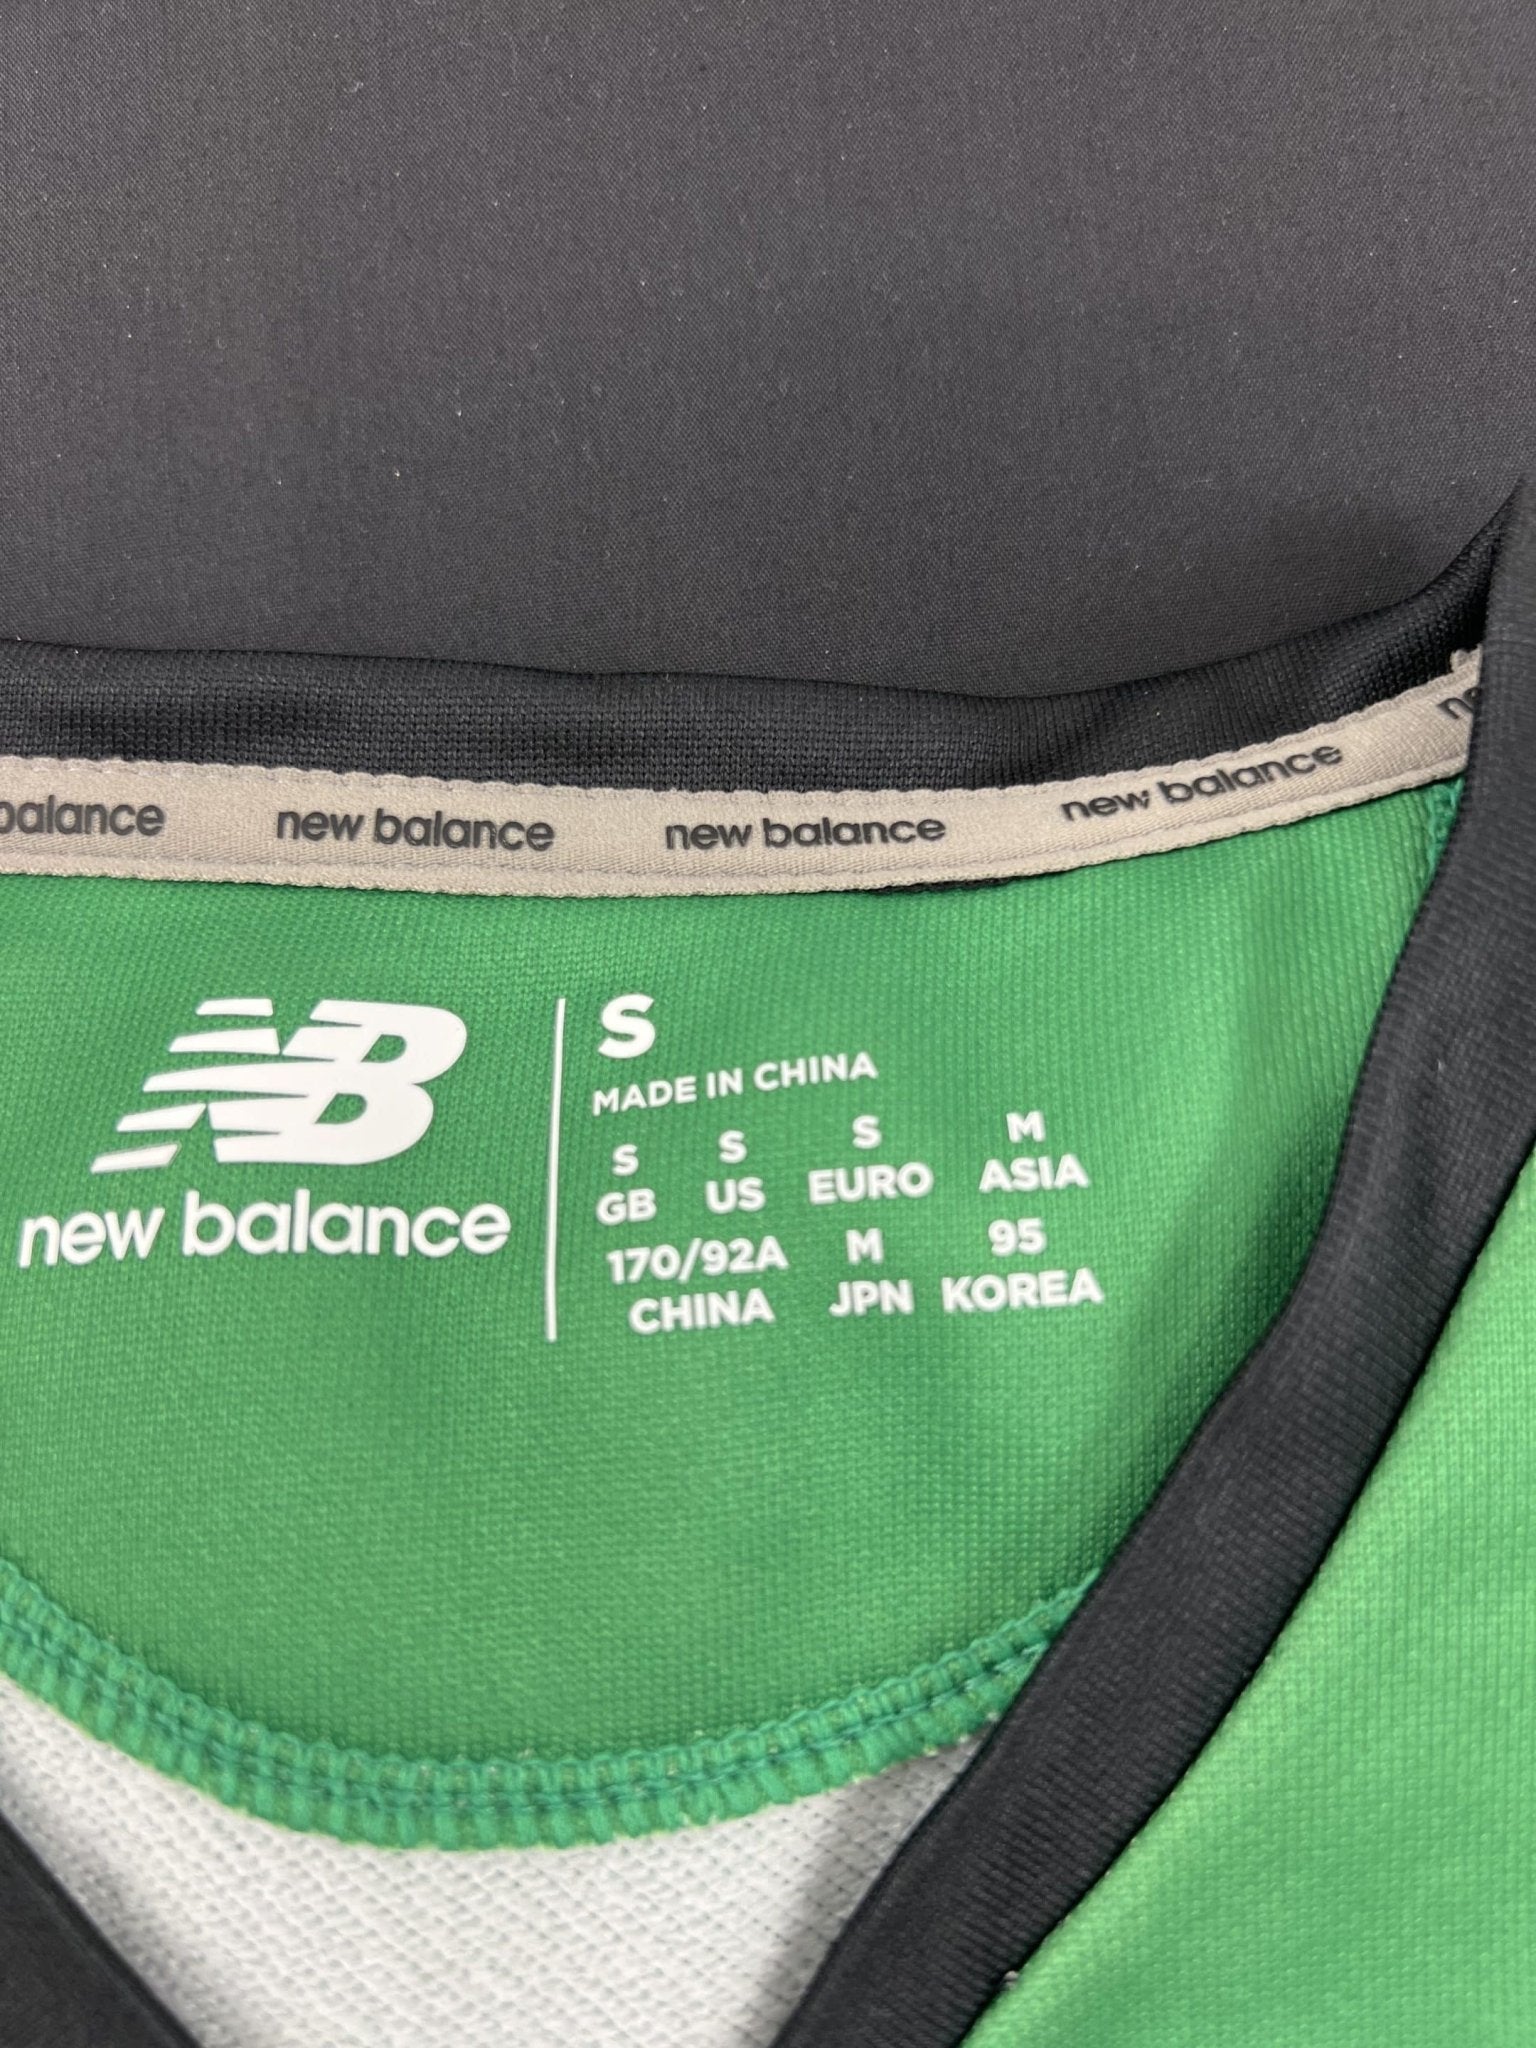 balance new balance new balance new balance
NB
new balance
S
MADE IN CHINA
S S S M
GB US EURO ASIA
170/92A M 95
CHINA JPN KOREA